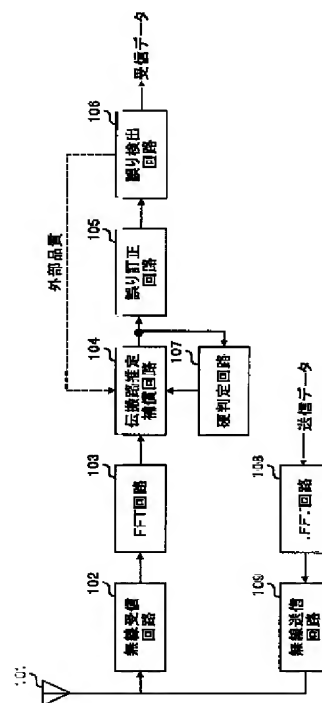 101
102
無線受信
回路
103
FFT回路
104
伝搬路推定
補償回路
105
誤り訂正
回路
106
誤り検出
回路
受信データ
外部品質
107
硬判定回路
109
無線送信
回路
108
.FF.回路
送信データ